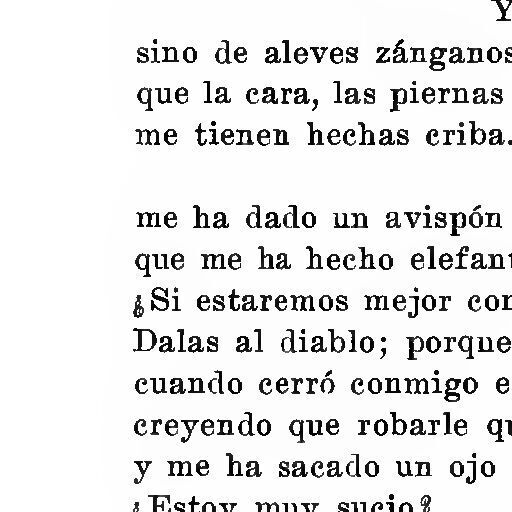 Y
sino de aleves zánganos
que la cara, las piernas
me tienen hechas criba.
me ha dado un avispón
que me ha hecho elefant
¿Si estaremos mejor con
Dalas al diablo; porque
cuando cerró conmigo e
creyendo que robarle qu
y me ha sacado un ojo
¿Estoy muy sucio?